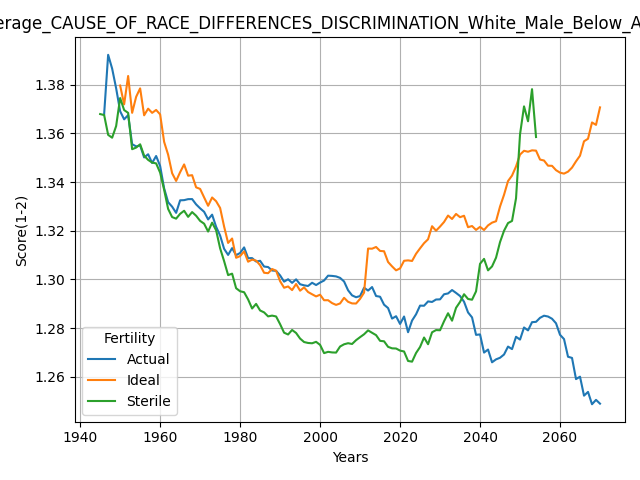 erage_CAUSE_OF_RACE_DIFFERENCES_DISCRIMINATION_White_Male_Below_A
Score(1-2)
1.38
1.36
1.34
1.32
1.30
1.28
1.26
Fertility
Actual
Ideal
Sterile
1940
1960
1980
2000
2020
2040
2060
Years